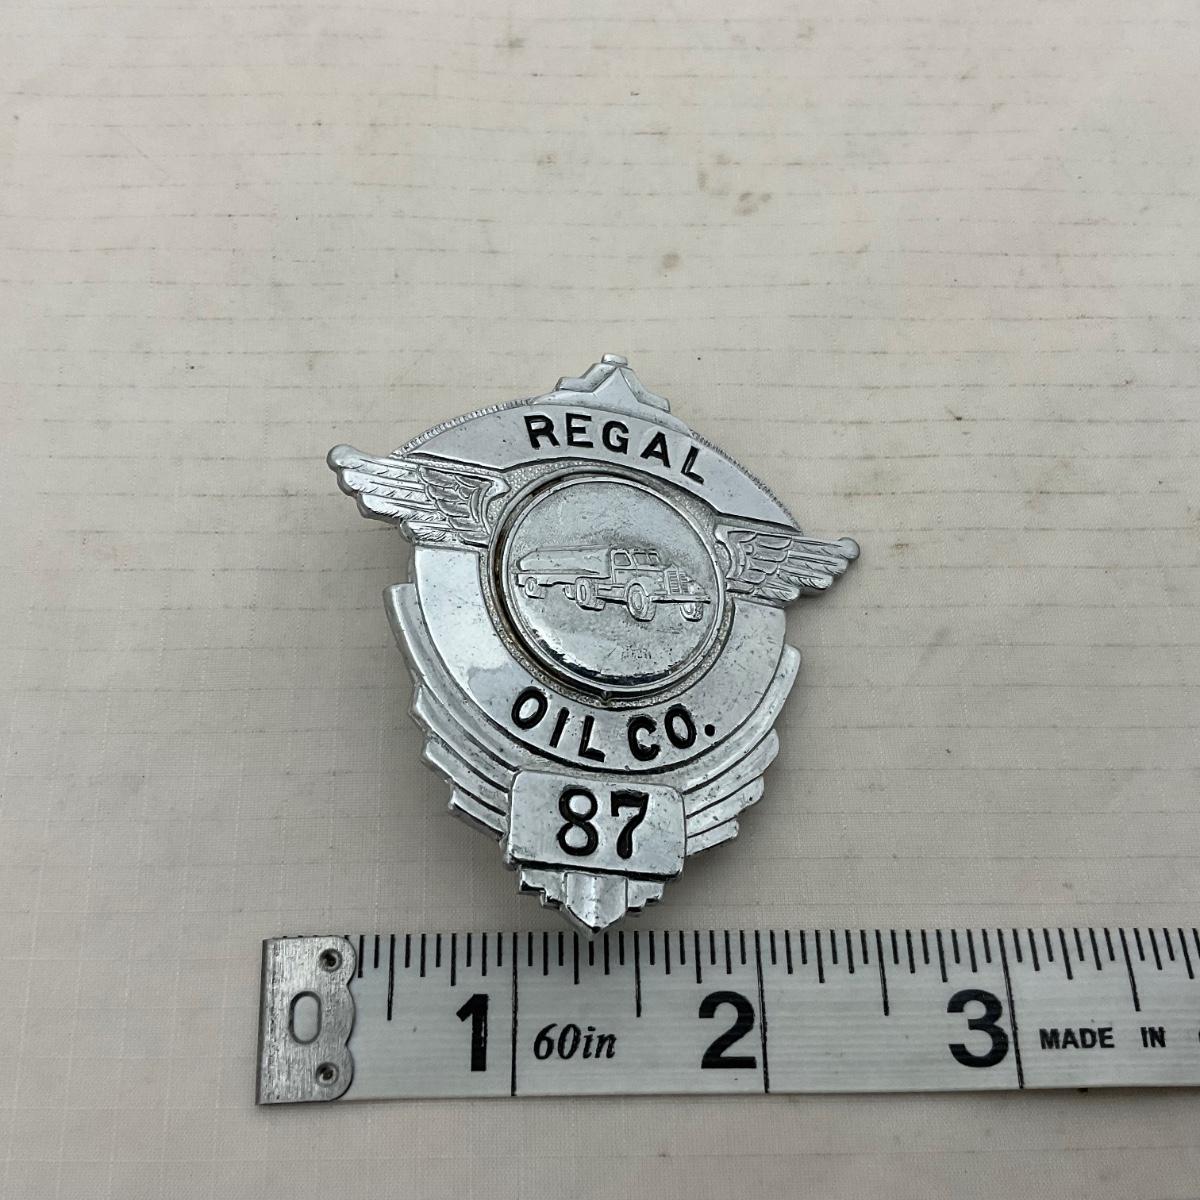 REGAL
OIL CO.
87
1 60in 2 3 MADE IN